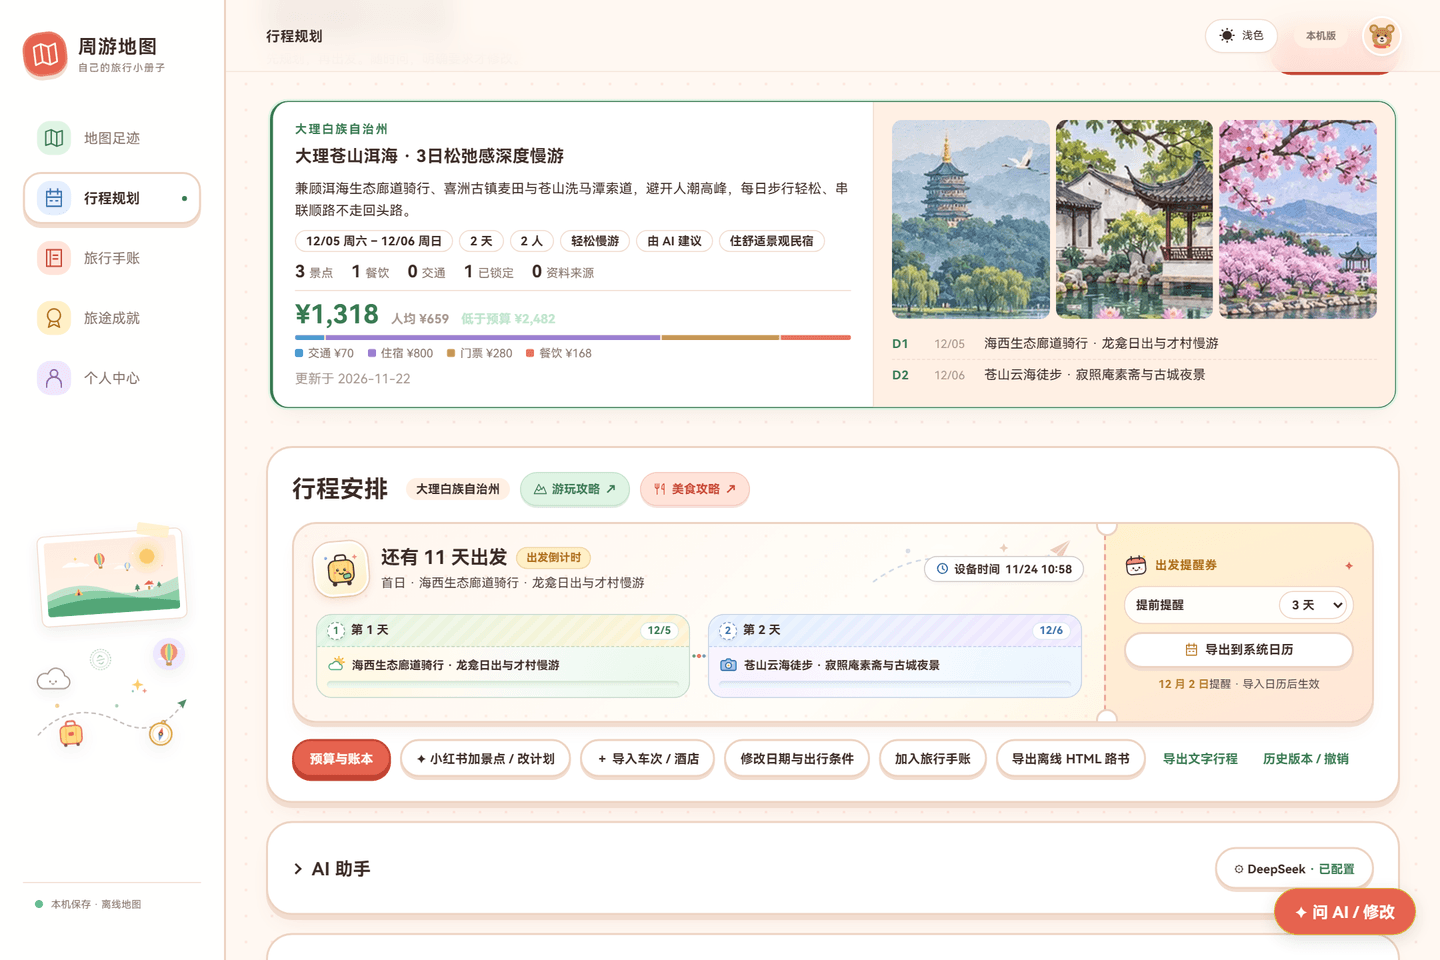 周游地图
自己的旅行小册子
地图足迹
行程规划
旅行手账
旅途成就
个人中心
本机保存 · 离线地图
行程规划
浅色
本机版
大理白族自治州
大理苍山洱海 · 3日松弛感深度慢游
兼顾洱海生态廊道骑行、喜洲古镇麦田与苍山洗马潭索道，避开人潮高峰，每日步行轻松、串
联顺路不走回头路。
12/05 周六 – 12/06 周日 2 天 2 人 轻松慢游 由 AI 建议 住舒适景观民宿
3 景点 1 餐饮 0 交通 1 已锁定 0 资料来源
¥1,318 人均 ¥659 低于预算 ¥2,482
交通 ¥70 住宿 ¥800 门票 ¥280 餐饮 ¥168
更新于 2026-11-22
D1 12/05 海西生态廊道骑行 · 龙龛日出与才村慢游
D2 12/06 苍山云海徒步 · 寂照庵素斋与古城夜景
行程安排 大理白族自治州 游玩攻略 ↗ 美食攻略 ↗
还有 11 天出发 出发倒计时
首日 · 海西生态廊道骑行 · 龙龛日出与才村慢游
设备时间 11/24 10:58
1 第 1 天 12/5
海西生态廊道骑行 · 龙龛日出与才村慢游
2 第 2 天 12/6
苍山云海徒步 · 寂照庵素斋与古城夜景
出发提醒券
提前提醒 3 天
导出到系统日历
12 月 2 日提醒 · 导入日历后生效
预算与账本 ✦ 小红书加景点 / 改计划 + 导入车次 / 酒店 修改日期与出行条件 加入旅行手账 导出离线 HTML 路书 导出文字行程 历史版本 / 撤销
AI 助手
DeepSeek · 已配置
✦ 问 AI / 修改